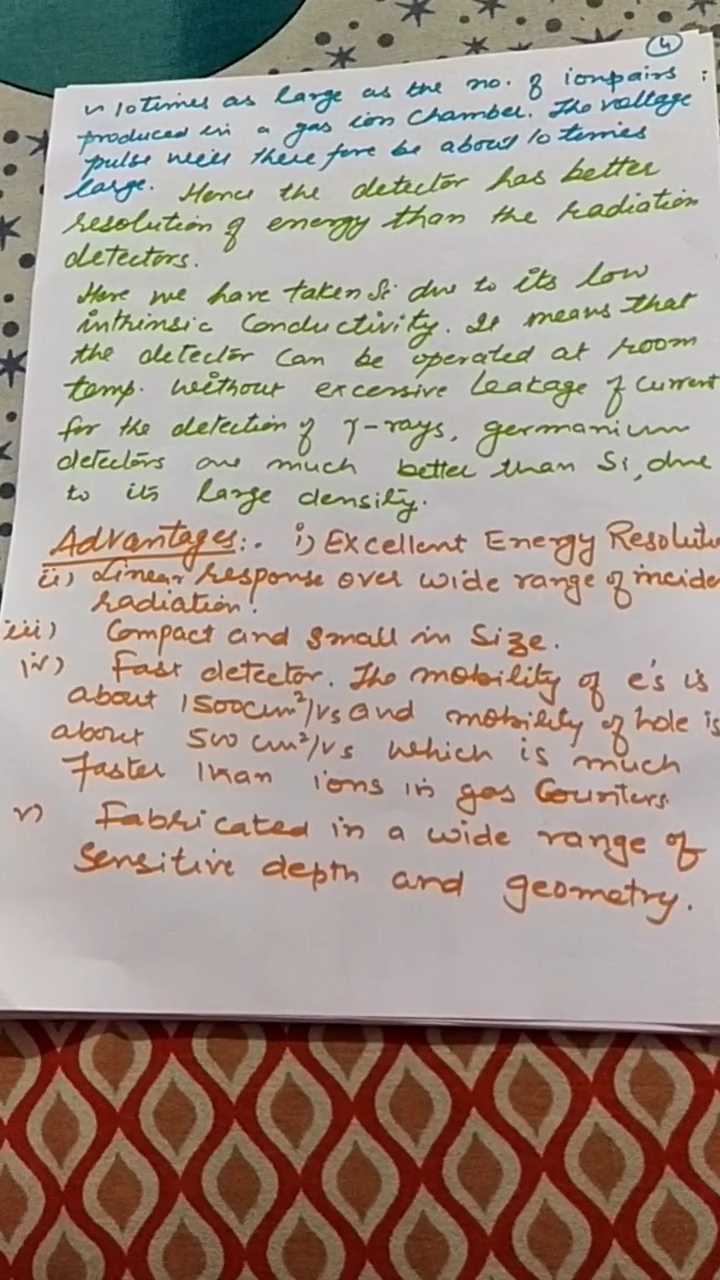 4
~ 10 times as large as the no. of ionpairs
produced in a gas ion Chamber. The voltage
pulse will there fore be about 10 times
large. Hence the detector has better
resolution of energy than the radiation
detectors.
Here we have taken Si due to its low
inthinsic Conductivity. It means that
the detector Can be operated at room
temp. without excessive Leakage of Current
for the detection of γ-rays, germanium
detectors are much better than Si, due
to its large density.
Advantages:. i) Excellent Energy Resolutio
ii) Linear response over wide range of inciden
radiation.
iii) Compact and Small in Size.
iv) Fast detector. The mobility of e's is
about 1500cm²/vs and mobility of hole is
about 500 cm²/vs which is much
faster than ions in gas Counters.
v) Fabricated in a wide range of
Sensitive depth and geometry.